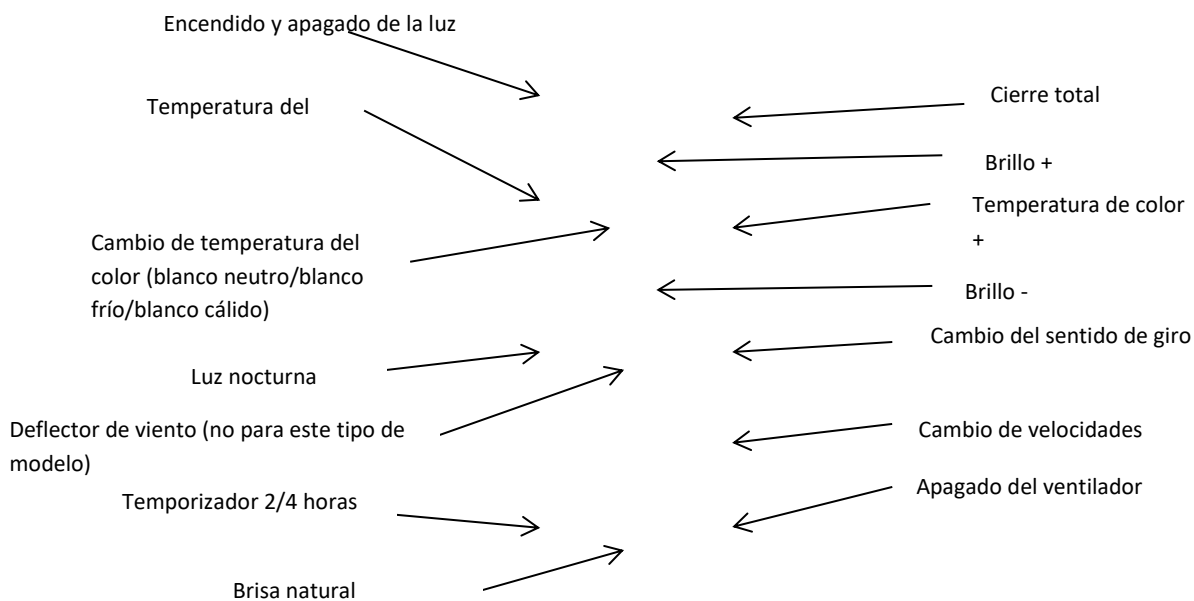 Encendido y apagado de la luz
Temperatura del
Cambio de temperatura del
color (blanco neutro/blanco
frío/blanco cálido)
Luz nocturna
Deflector de viento (no para este tipo de
modelo)
Temporizador 2/4 horas
Brisa natural
Cierre total
Brillo +
Temperatura de color
+
Brillo -
Cambio del sentido de giro
Cambio de velocidades
Apagado del ventilador